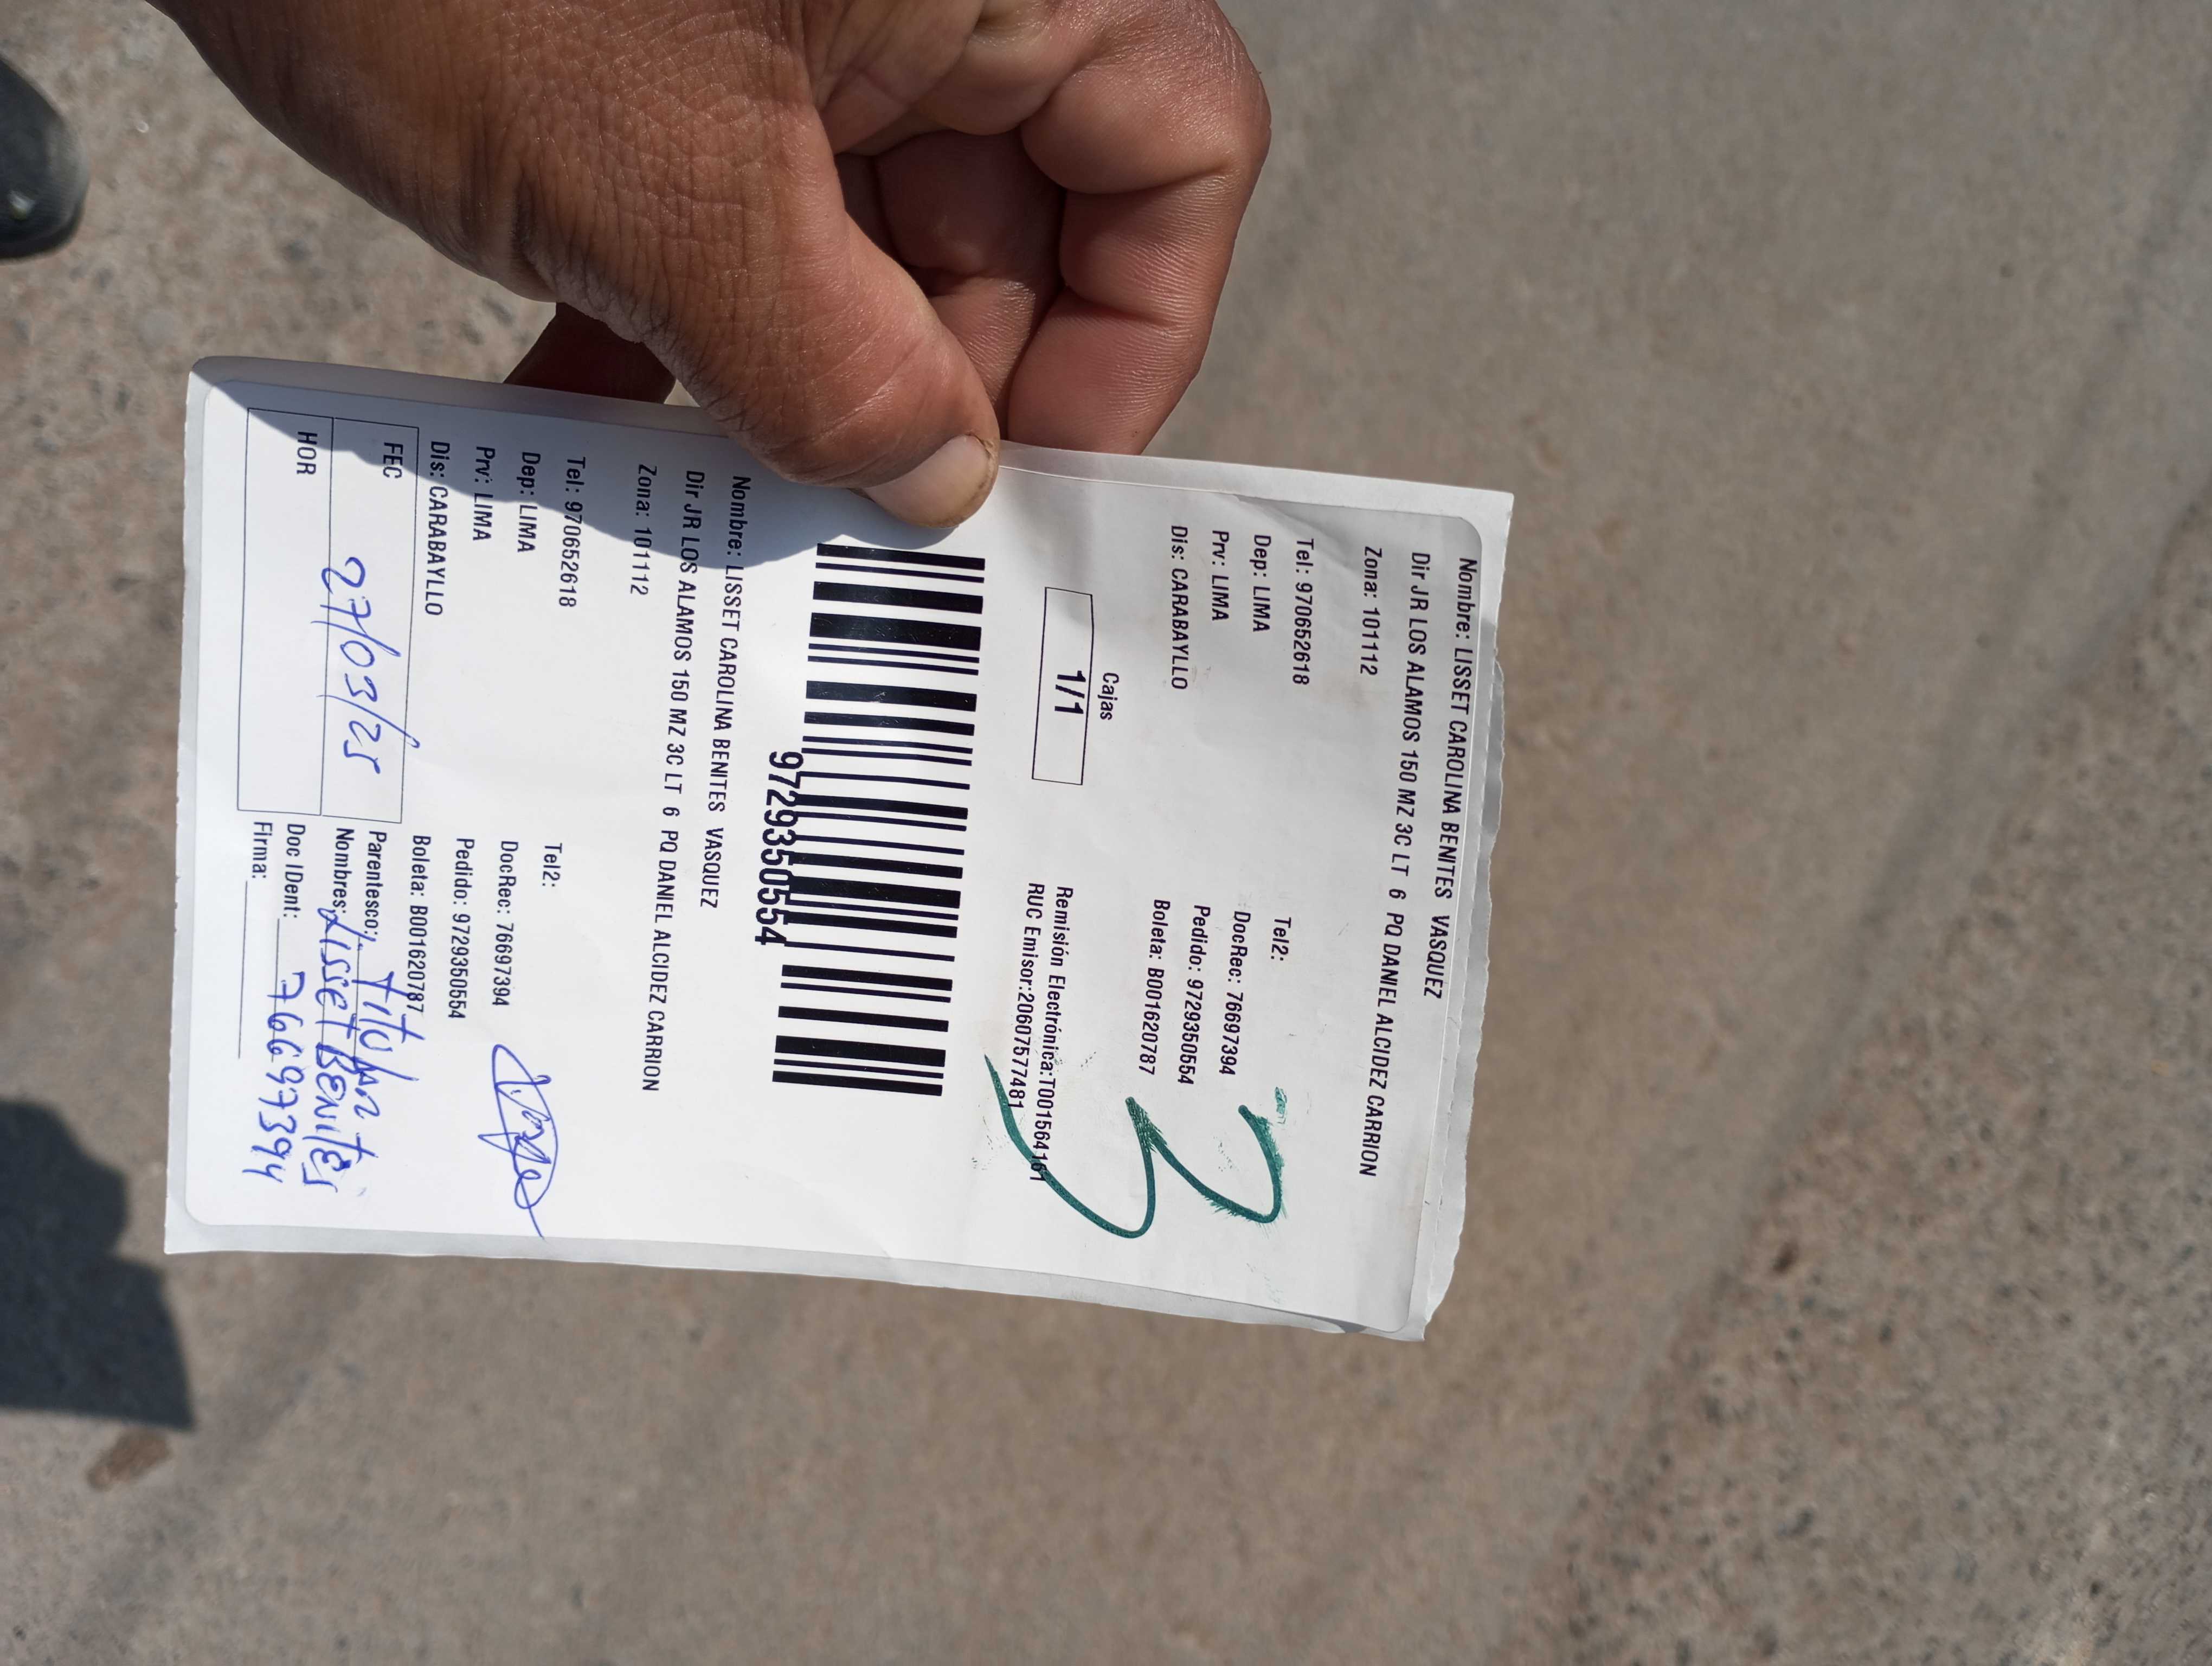 Nombre: LISSET CAROLINA BENITES VASQUEZ
Dir JR LOS ALAMOS 150 MZ 3C LT 6 PQ DANIEL ALCIDEZ CARRION
Zona: 101112
Tel: 970652618 Tel2:
Dep: LIMA DocRec: 76697394
Prv: LIMA Pedido: 9729350554
Dis: CARABAYLLO Boleta: B001620787
3
Cajas
1/1
Remisión Electrónica:T001564161
RUC Emisor:20607577481
9729350554
Nombre: LISSET CAROLINA BENITES VASQUEZ
Dir JR LOS ALAMOS 150 MZ 3C LT 6 PQ DANIEL ALCIDEZ CARRION
Zona: 101112
Tel: 970652618 Tel2:
Dep: LIMA DocRec: 76697394
Prv: LIMA Pedido: 9729350554
Dis: CARABAYLLO Boleta: B001620787
FEC 27/03/25 Parentesco: Titular
Nombres: Lisset BENITES
HOR Doc IDent: 76697394
Firma: